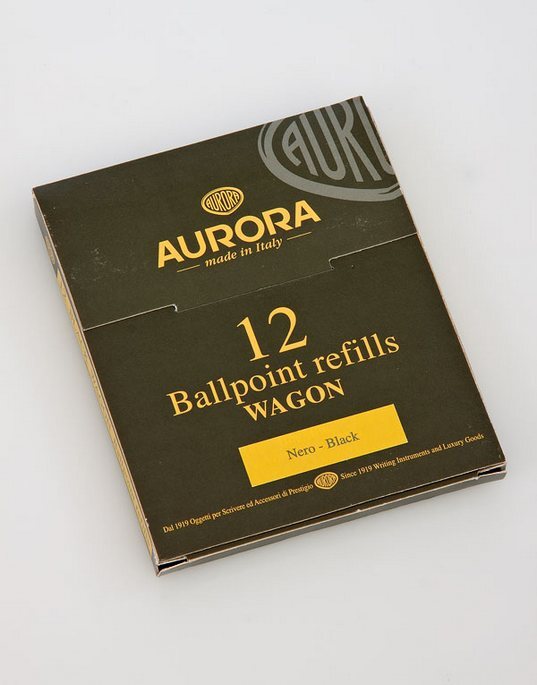 AURORA
AURORA
made in Italy
12
Ballpoint refills
WAGON
Nero - Black
Dal 1919 Oggetti per Scrivere ed Accessori di Prestigio AURORA Since 1919 Writing Instruments and Luxury Goods